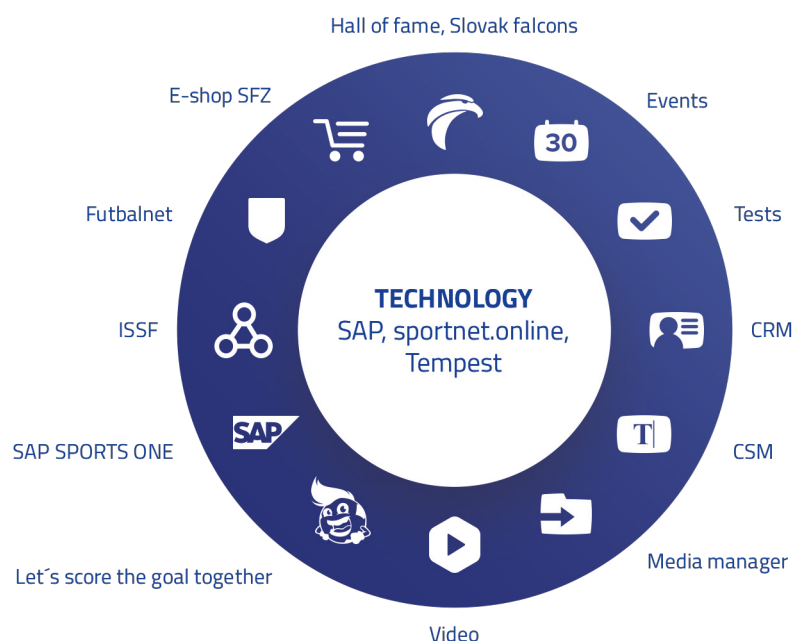 Hall of fame, Slovak falcons
E-shop SFZ
Events
30
Futbalnet
Tests
TECHNOLOGY
SAP, sportnet.online,
Tempest
ISSF
CRM
SAP
T
SAP SPORTS ONE
CSM
Media manager
Let´s score the goal together
Video